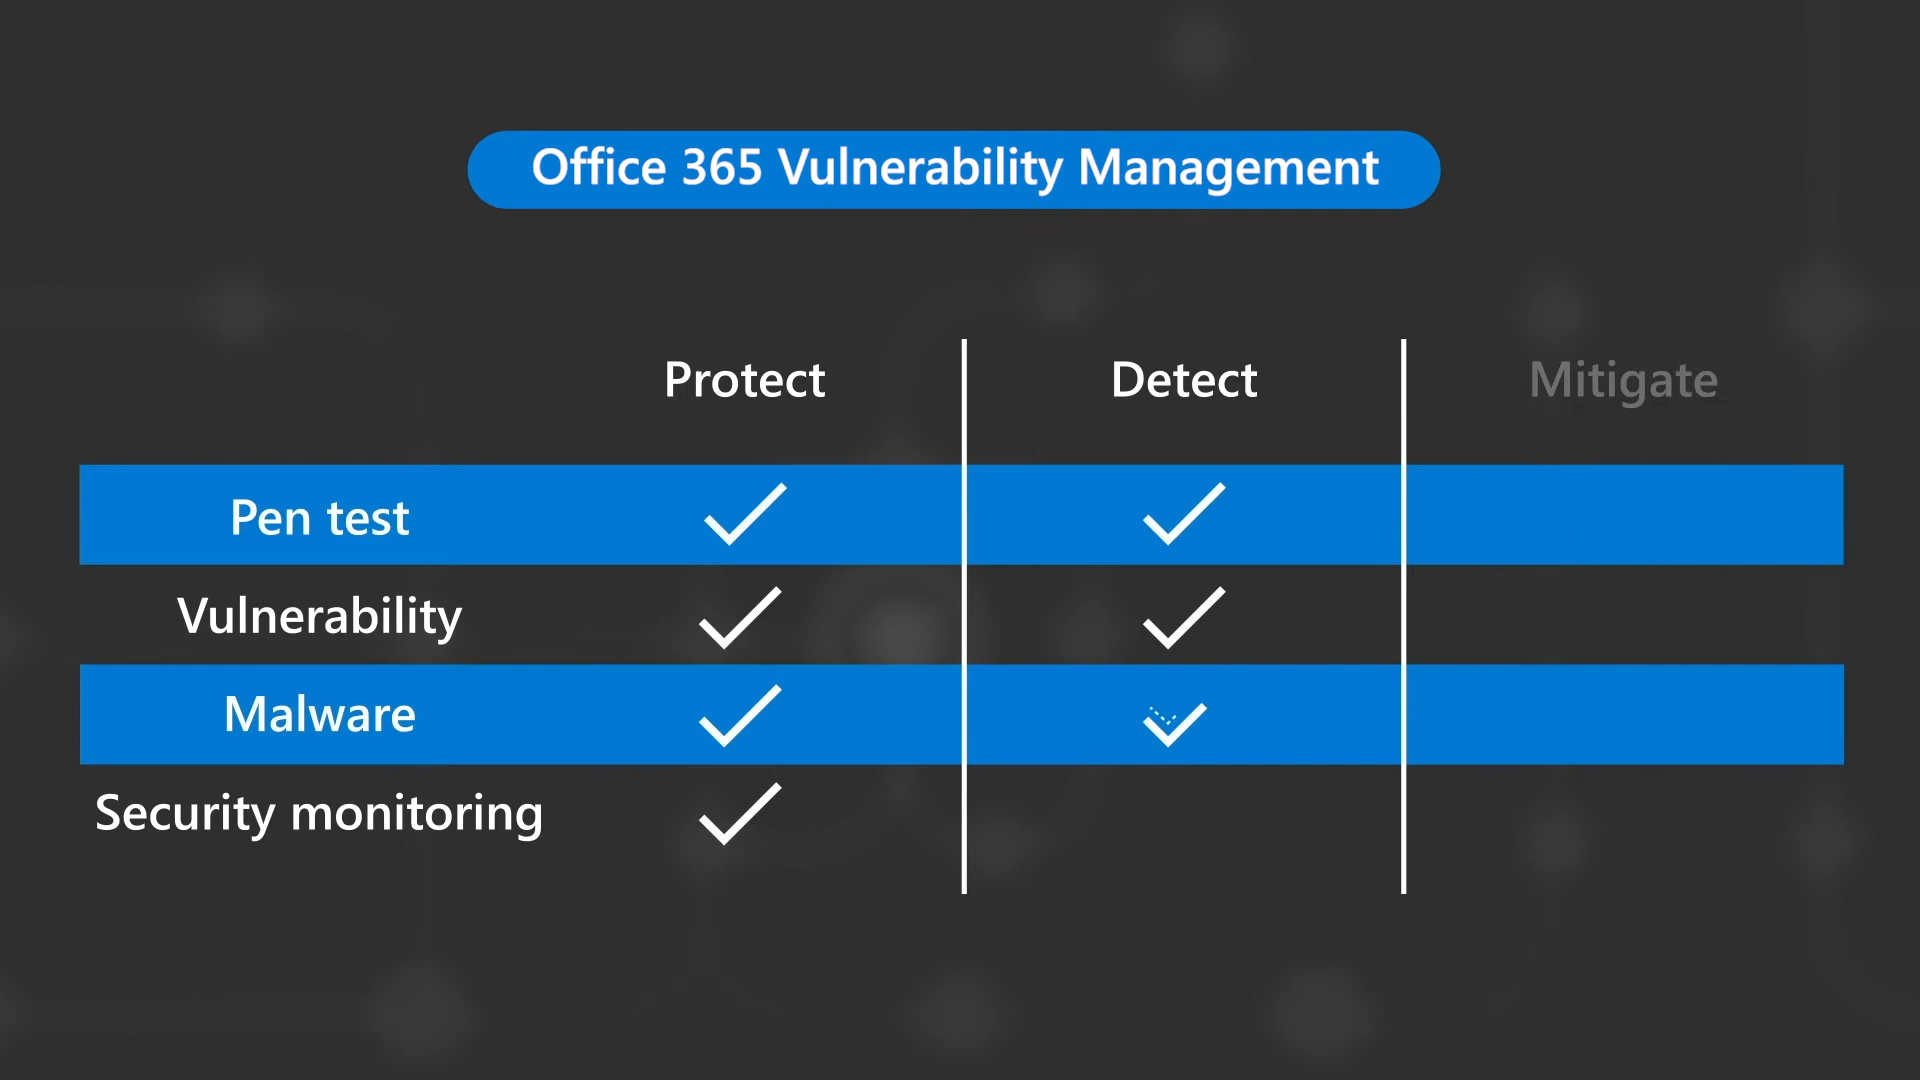 Office 365 Vulnerability Management
Protect Detect Mitigate
Pen test
Vulnerability
Malware
Security monitoring